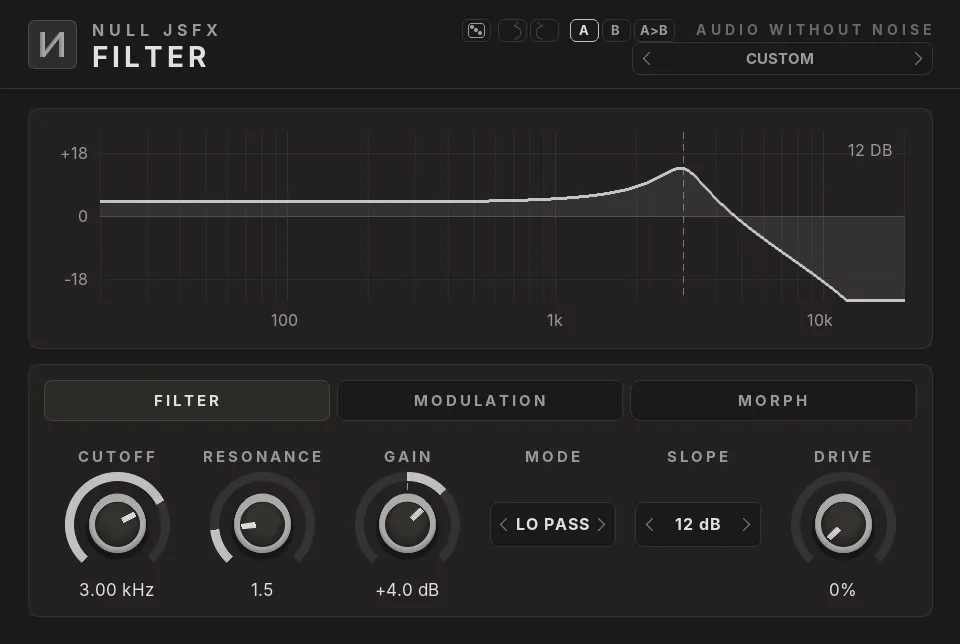 NULL JSFX
FILTER
A B A>B
AUDIO WITHOUT NOISE
CUSTOM
+18
12 DB
0
-18
100 1k 10k
FILTER MODULATION MORPH
CUTOFF RESONANCE GAIN MODE SLOPE DRIVE
LO PASS 12 dB
3.00 kHz 1.5 +4.0 dB 0%